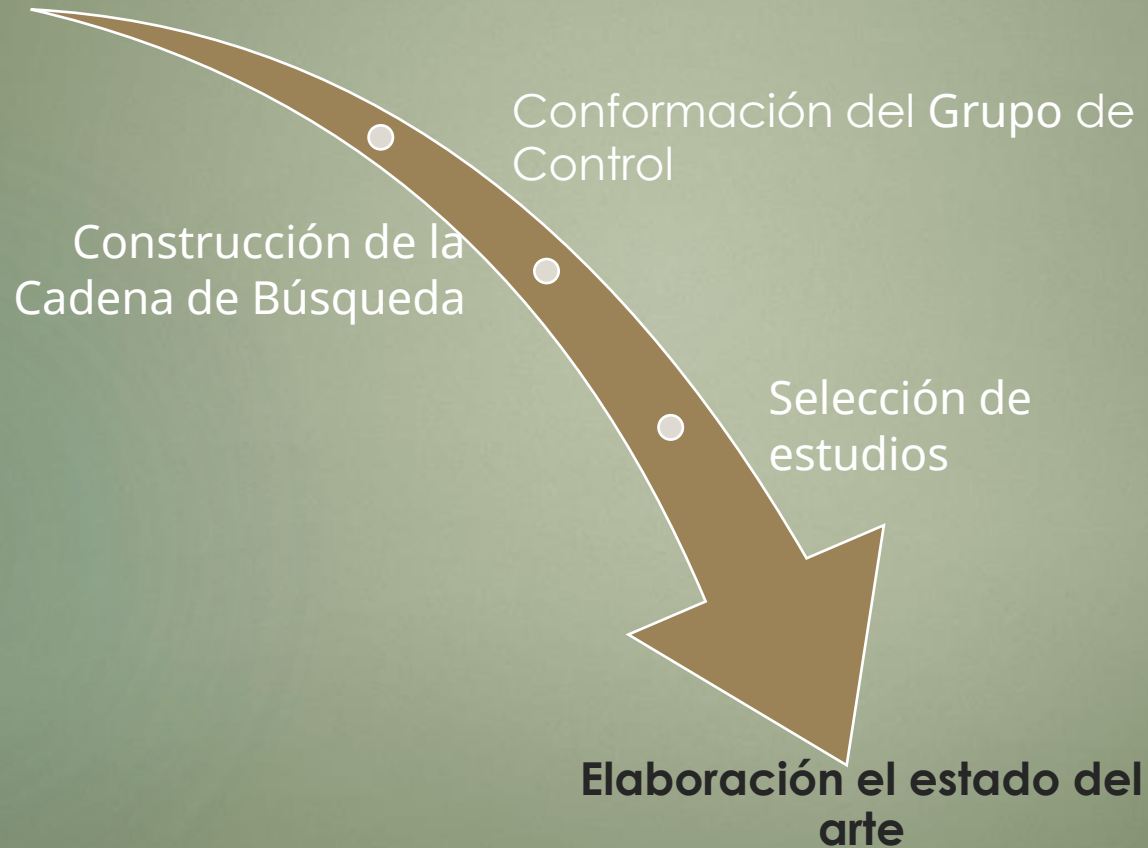 Conformación del Grupo de
Control
Construcción de la
Cadena de Búsqueda
Selección de
estudios
Elaboración el estado del
arte